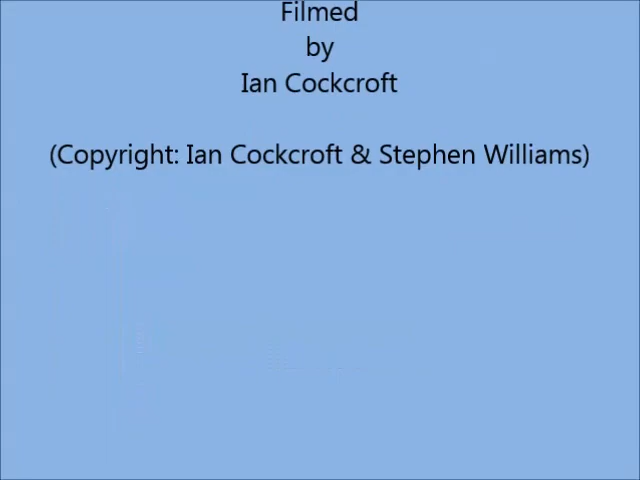 Filmed
by
Ian Cockcroft
(Copyright: Ian Cockcroft & Stephen Williams)